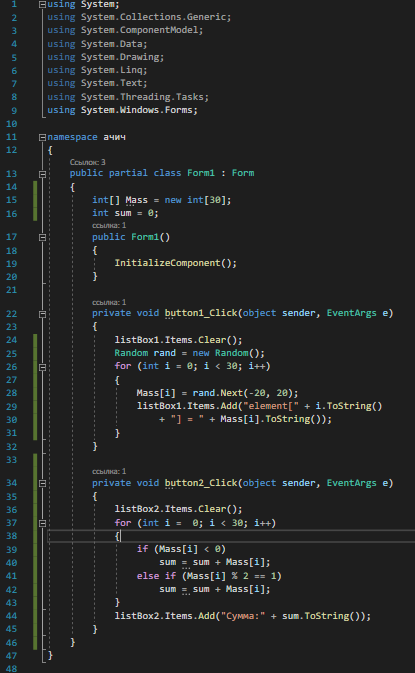 1 using System;
2 using System.Collections.Generic;
3 using System.ComponentModel;
4 using System.Data;
5 using System.Drawing;
6 using System.Linq;
7 using System.Text;
8 using System.Threading.Tasks;
9 using System.Windows.Forms;
10
11 namespace ачич
12 {
Ссылок: 3
13 public partial class Form1 : Form
14 {
15 int[] Mass = new int[30];
16 int sum = 0;
ссылка: 1
17 public Form1()
18 {
19 InitializeComponent();
20 }
21
ссылка: 1
22 private void button1_Click(object sender, EventArgs e)
23 {
24 listBox1.Items.Clear();
25 Random rand = new Random();
26 for (int i = 0; i < 30; i++)
27 {
28 Mass[i] = rand.Next(-20, 20);
29 listBox1.Items.Add("element[" + i.ToString()
30 + "] = " + Mass[i].ToString());
31 }
32 }
33
ссылка: 1
34 private void button2_Click(object sender, EventArgs e)
35 {
36 listBox2.Items.Clear();
37 for (int i = 0; i < 30; i++)
38 {
39 if (Mass[i] < 0)
40 sum = sum + Mass[i];
41 else if (Mass[i] % 2 == 1)
42 sum = sum + Mass[i];
43 }
44 listBox2.Items.Add("Сумма:" + sum.ToString());
45 }
46 }
47 }
48